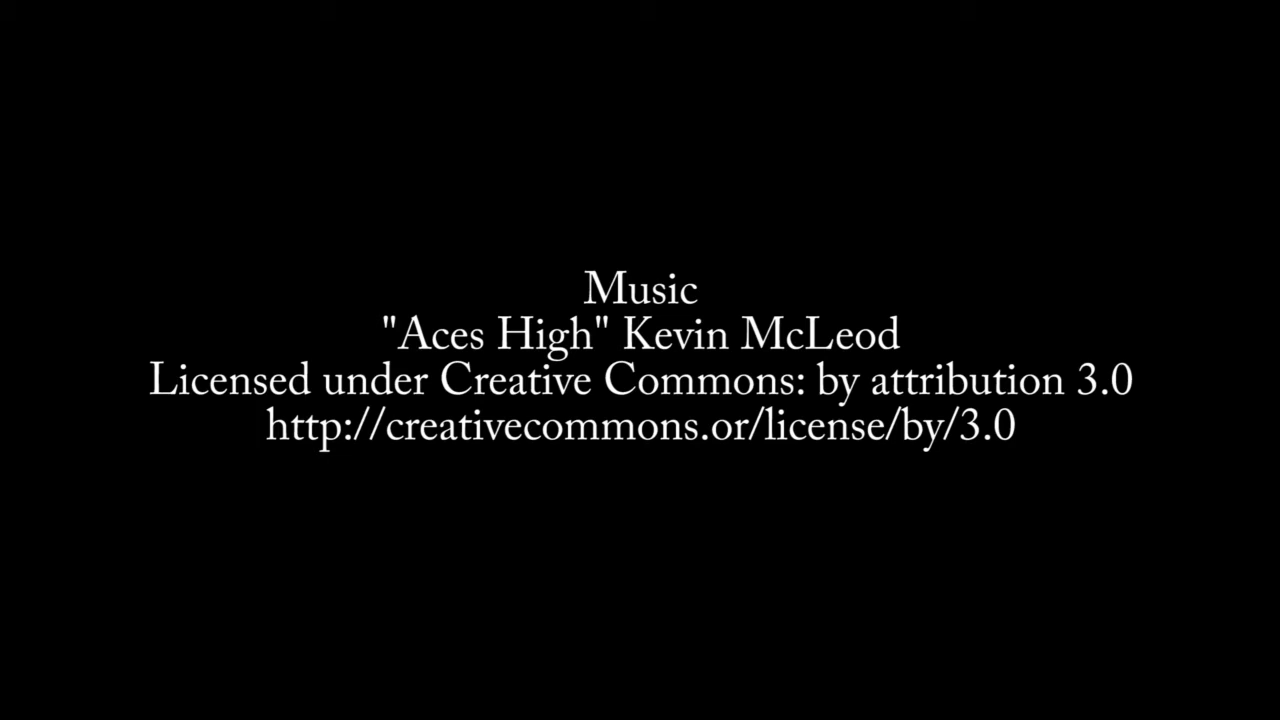 Music
"Aces High" Kevin McLeod
Licensed under Creative Commons: by attribution 3.0
http://creativecommons.or/license/by/3.0